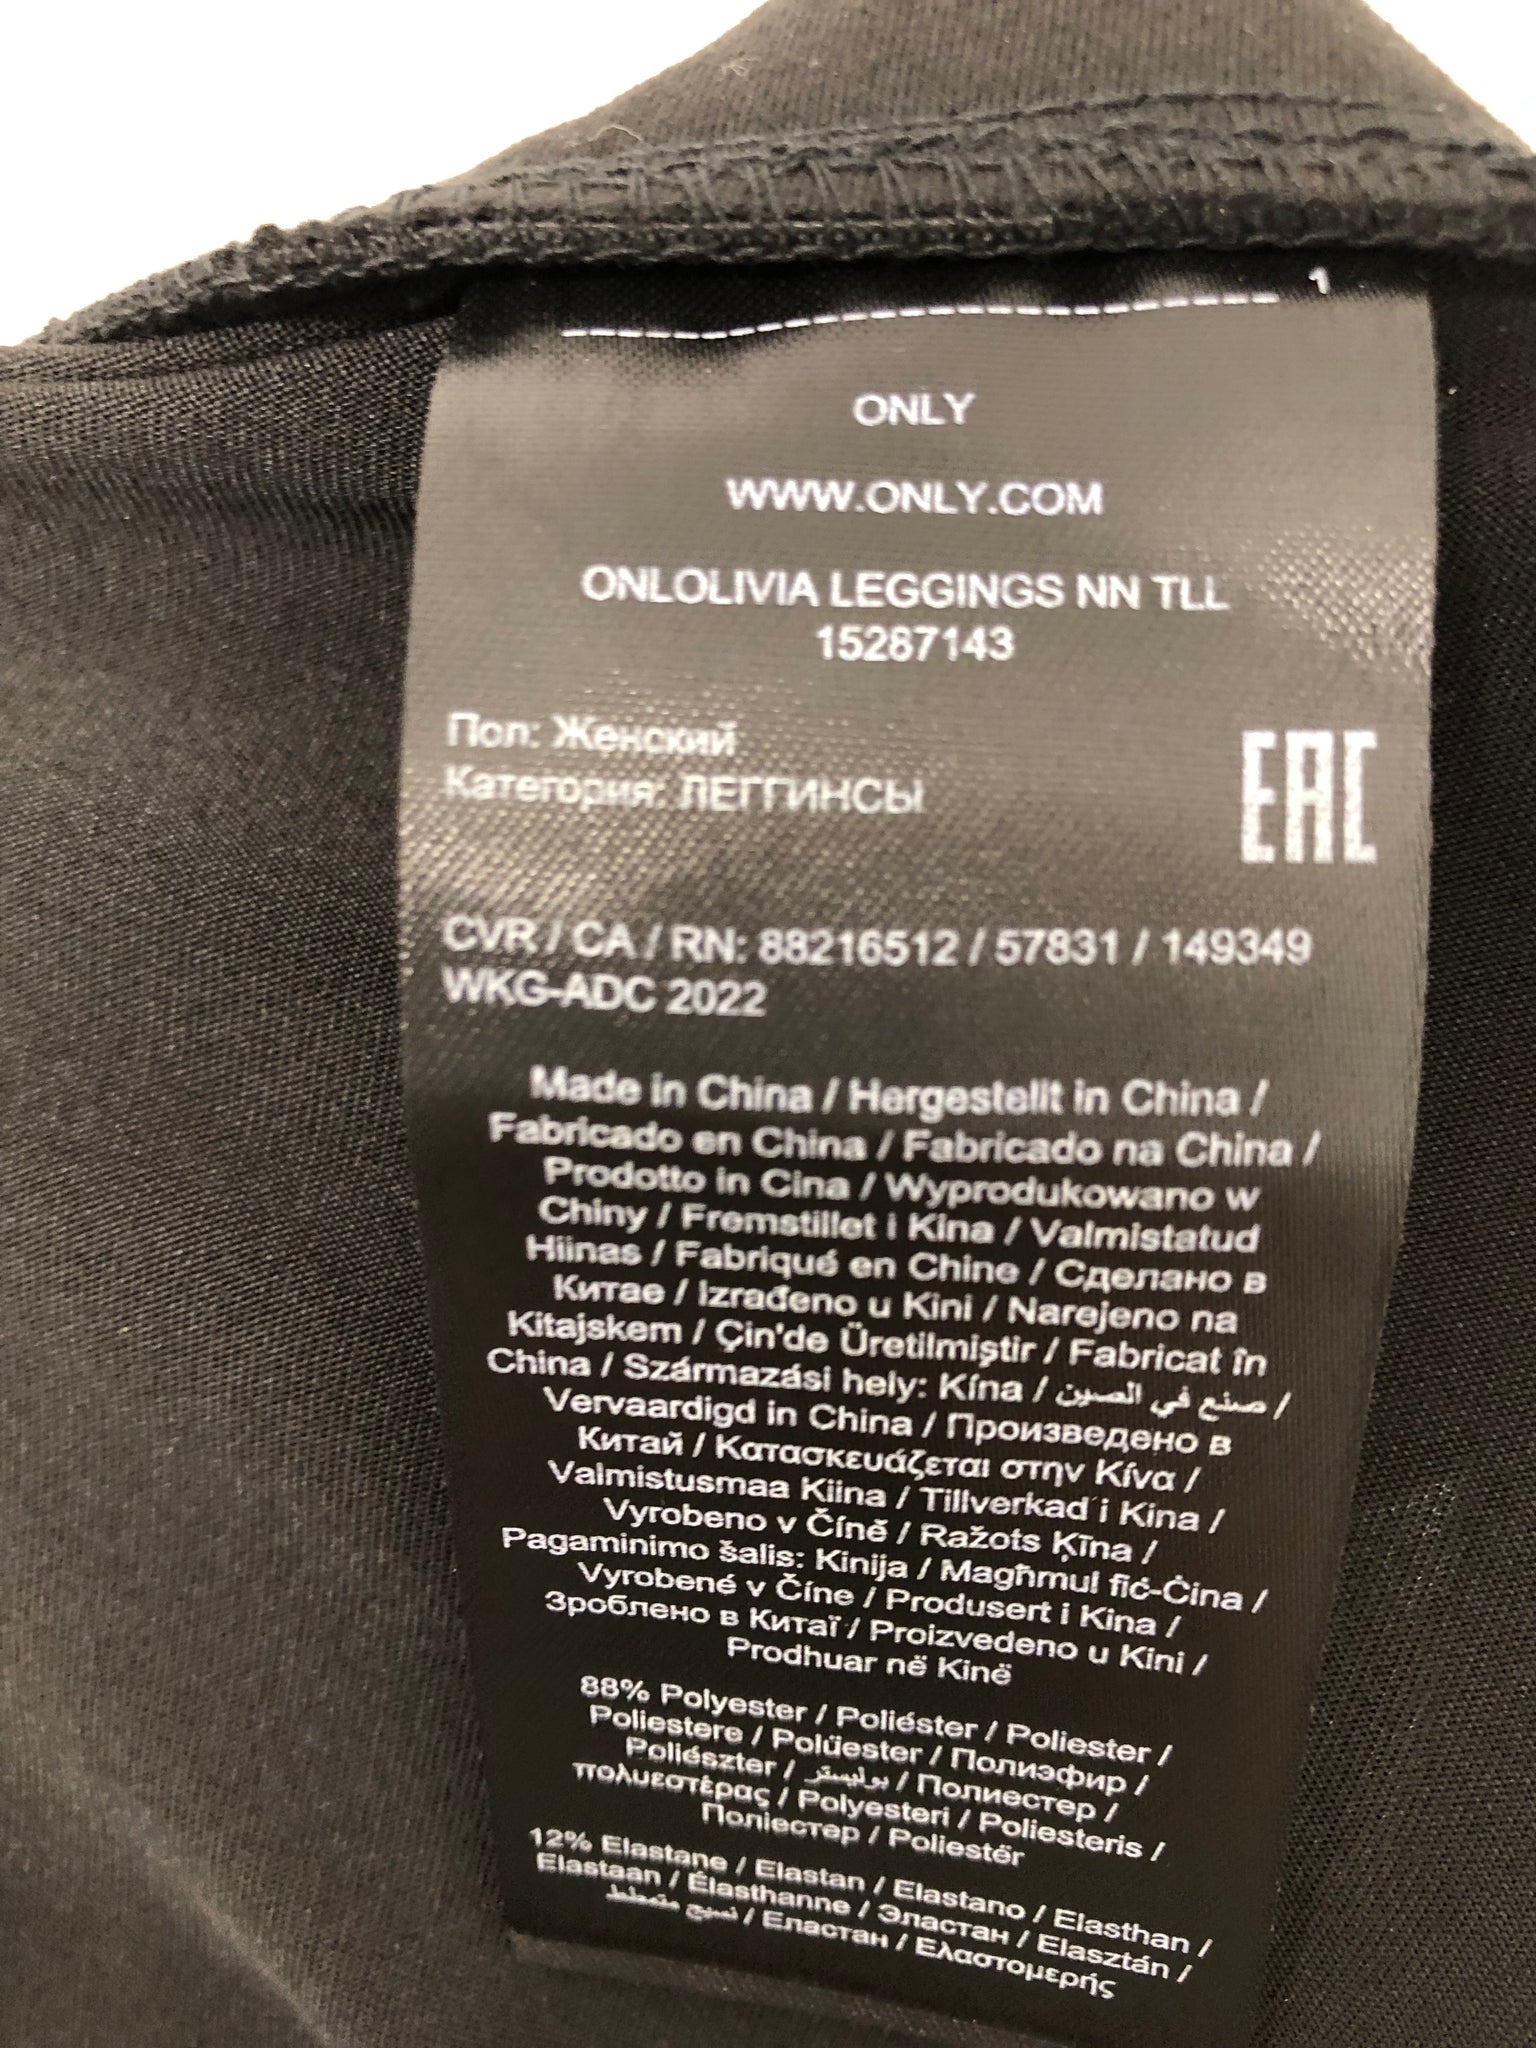 1
ONLY
WWW.ONLY.COM
ONLOLIVIA LEGGINGS NN TLL
15287143
Пол: Женский
Категория: ЛЕГГИНСЫ
EAC
CVR / CA / RN: 88216512 / 57831 / 149349
WKG-ADC 2022
Made in China / Hergestellt in China /
Fabricado en China / Fabricado na China /
Prodotto in Cina / Wyprodukowano w
Chiny / Fremstillet i Kina / Valmistatud
Hiinas / Fabriqué en Chine / Сделано в
Китае / Izrađeno u Kini / Narejeno na
Kitajskem / Çin'de Üretilmiştir / Fabricat în
China / Származási hely: Kína / صنع في الصين /
Vervaardigd in China / Произведено в
Китай / Κατασκευάζεται στην Κίνα /
Valmistusmaa Kiina / Tillverkad i Kina /
Vyrobeno v Číně / Ražots Ķīna /
Pagaminimo šalis: Kinija / Magħmul fiċ-Ċina /
Vyrobené v Číne / Produsert i Kina /
Зроблено в Китаї / Proizvedeno u Kini /
Prodhuar në Kinë
88% Polyester / Poliéster / Poliester /
Poliestere / Polüester / Полиэфир /
Poliészter / بوليستر / Полиестер /
πολυεστέρας / Polyesteri / Poliesteris /
Поліестер / Poliestër
12% Elastane / Elastan / Elastano / Elasthan /
Elastaan / Élasthanne / Эластан / Elasztán /
نسيج متمطط / Еластан / Ελαστομερής